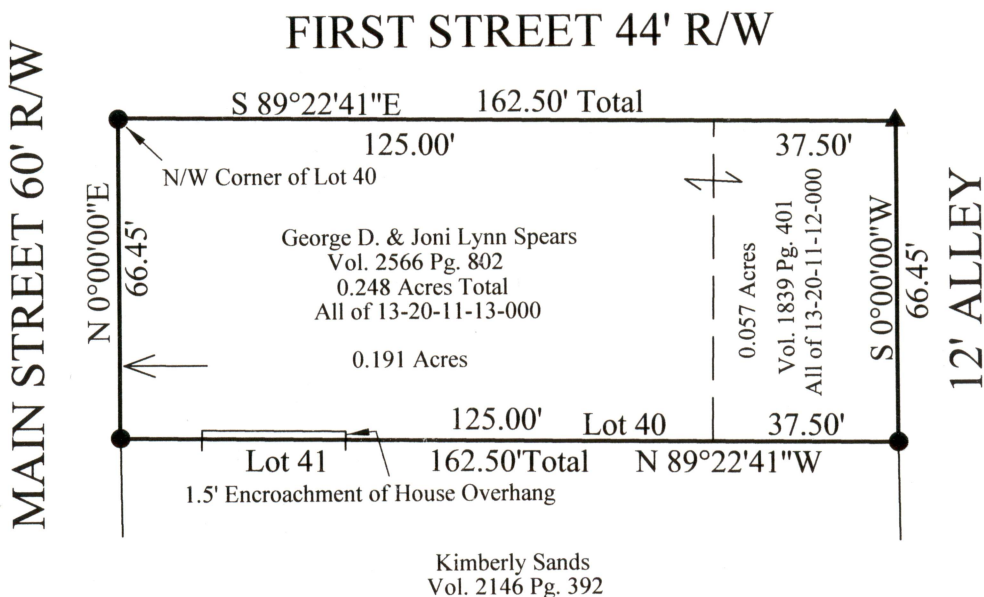 FIRST STREET 44' R/W
MAIN STREET 60' R/W
S 89°22'41"E 162.50' Total
125.00'
37.50'
N/W Corner of Lot 40
N 0°00'00"E
66.45'
George D. & Joni Lynn Spears
Vol. 2566 Pg. 802
0.248 Acres Total
All of 13-20-11-13-000
0.191 Acres
0.057 Acres
Vol. 1839 Pg. 401
All of 13-20-11-12-000
S 0°00'00"W
66.45'
12' ALLEY
125.00' Lot 40 37.50'
Lot 41 162.50'Total N 89°22'41"W
1.5' Encroachment of House Overhang
Kimberly Sands
Vol. 2146 Pg. 392